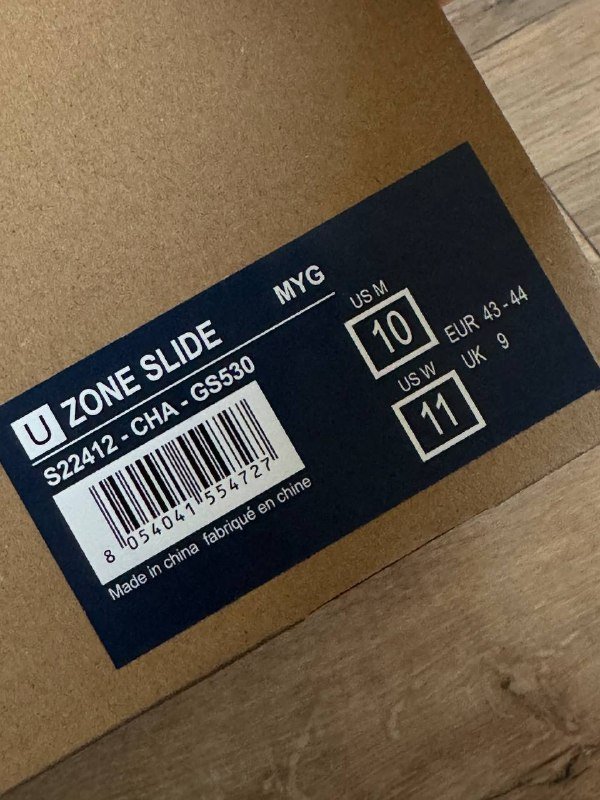 U ZONE SLIDE MYG
S22412 - CHA - GS530
8 054041 554727
Made in china fabriqué en chine
US M
10
US W
11
EUR 43 - 44
UK 9